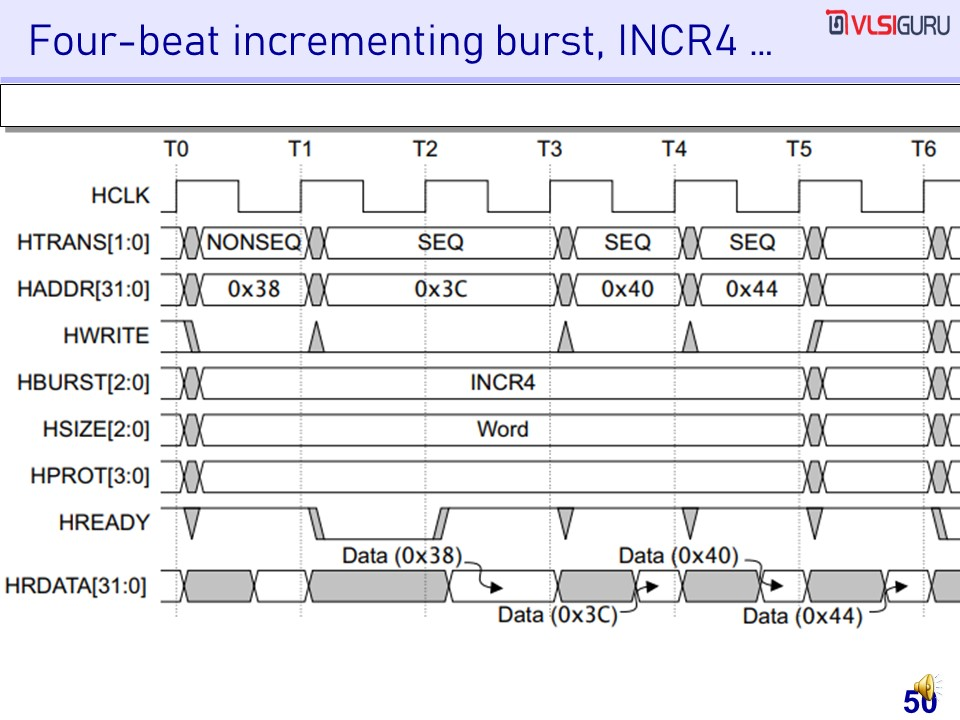 Four-beat incrementing burst, INCR4 ...
VLSIGURU
T0 T1 T2 T3 T4 T5 T6
HCLK
HTRANS[1:0] NONSEQ SEQ SEQ SEQ
HADDR[31:0] 0x38 0x3C 0x40 0x44
HWRITE
HBURST[2:0] INCR4
HSIZE[2:0] Word
HPROT[3:0]
HREADY
Data (0x38) Data (0x40)
HRDATA[31:0]
Data (0x3C) Data (0x44)
50